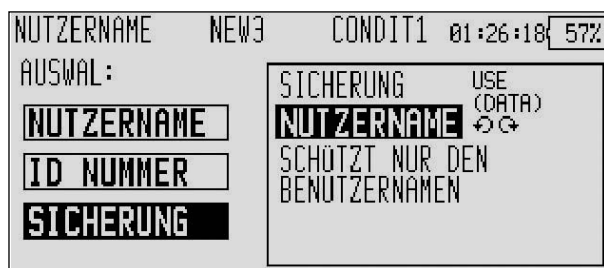 NUTZERNAME NEW3 CONDIT1 01:26:18 57%
AUSWAL:
NUTZERNAME
ID NUMMER
SICHERUNG
SICHERUNG USE
(DATA)
NUTZERNAME
SCHÜTZT NUR DEN
BENUTZERNAMEN